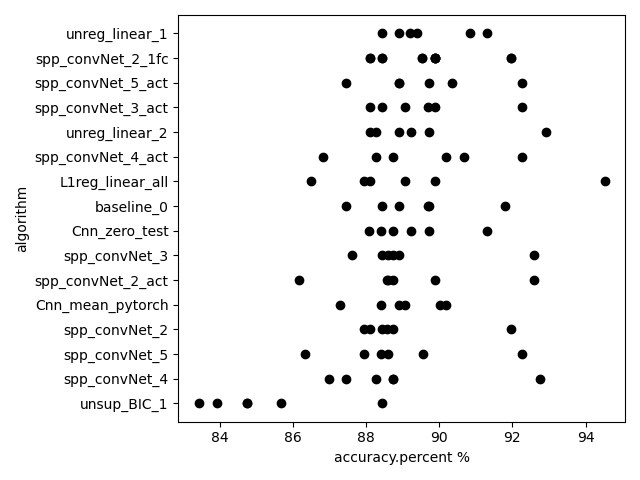 unreg_linear_1
spp_convNet_2_1fc
spp_convNet_5_act
spp_convNet_3_act
unreg_linear_2
spp_convNet_4_act
L1reg_linear_all
baseline_0
Cnn_zero_test
spp_convNet_3
spp_convNet_2_act
Cnn_mean_pytorch
spp_convNet_2
spp_convNet_5
spp_convNet_4
unsup_BIC_1
algorithm
84 86 88 90 92 94
accuracy.percent %